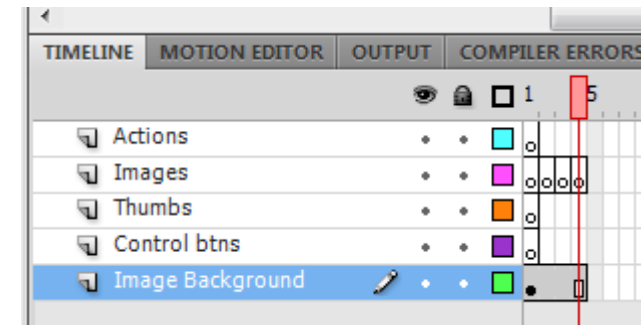 TIMELINE MOTION EDITOR OUTPUT COMPILER ERRORS
1 5
Actions
Images
Thumbs
Control btns
Image Background